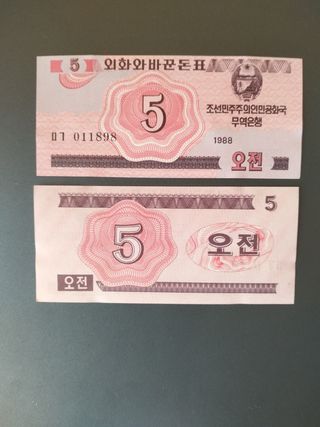 5 외화와바꾼돈표
5
조선민주주의인민공화국
무역은행
ㅁㄱ 011898
1988
오전
5
5
오전
오전